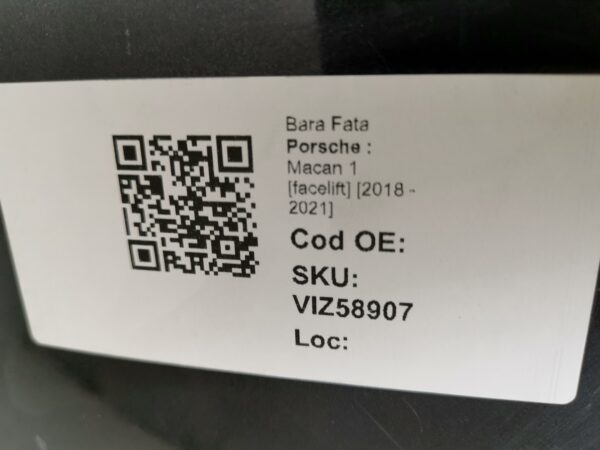 Bara Fata
Porsche :
Macan 1
[facelift] [2018 -
2021]
Cod OE:
SKU:
VIZ58907
Loc: